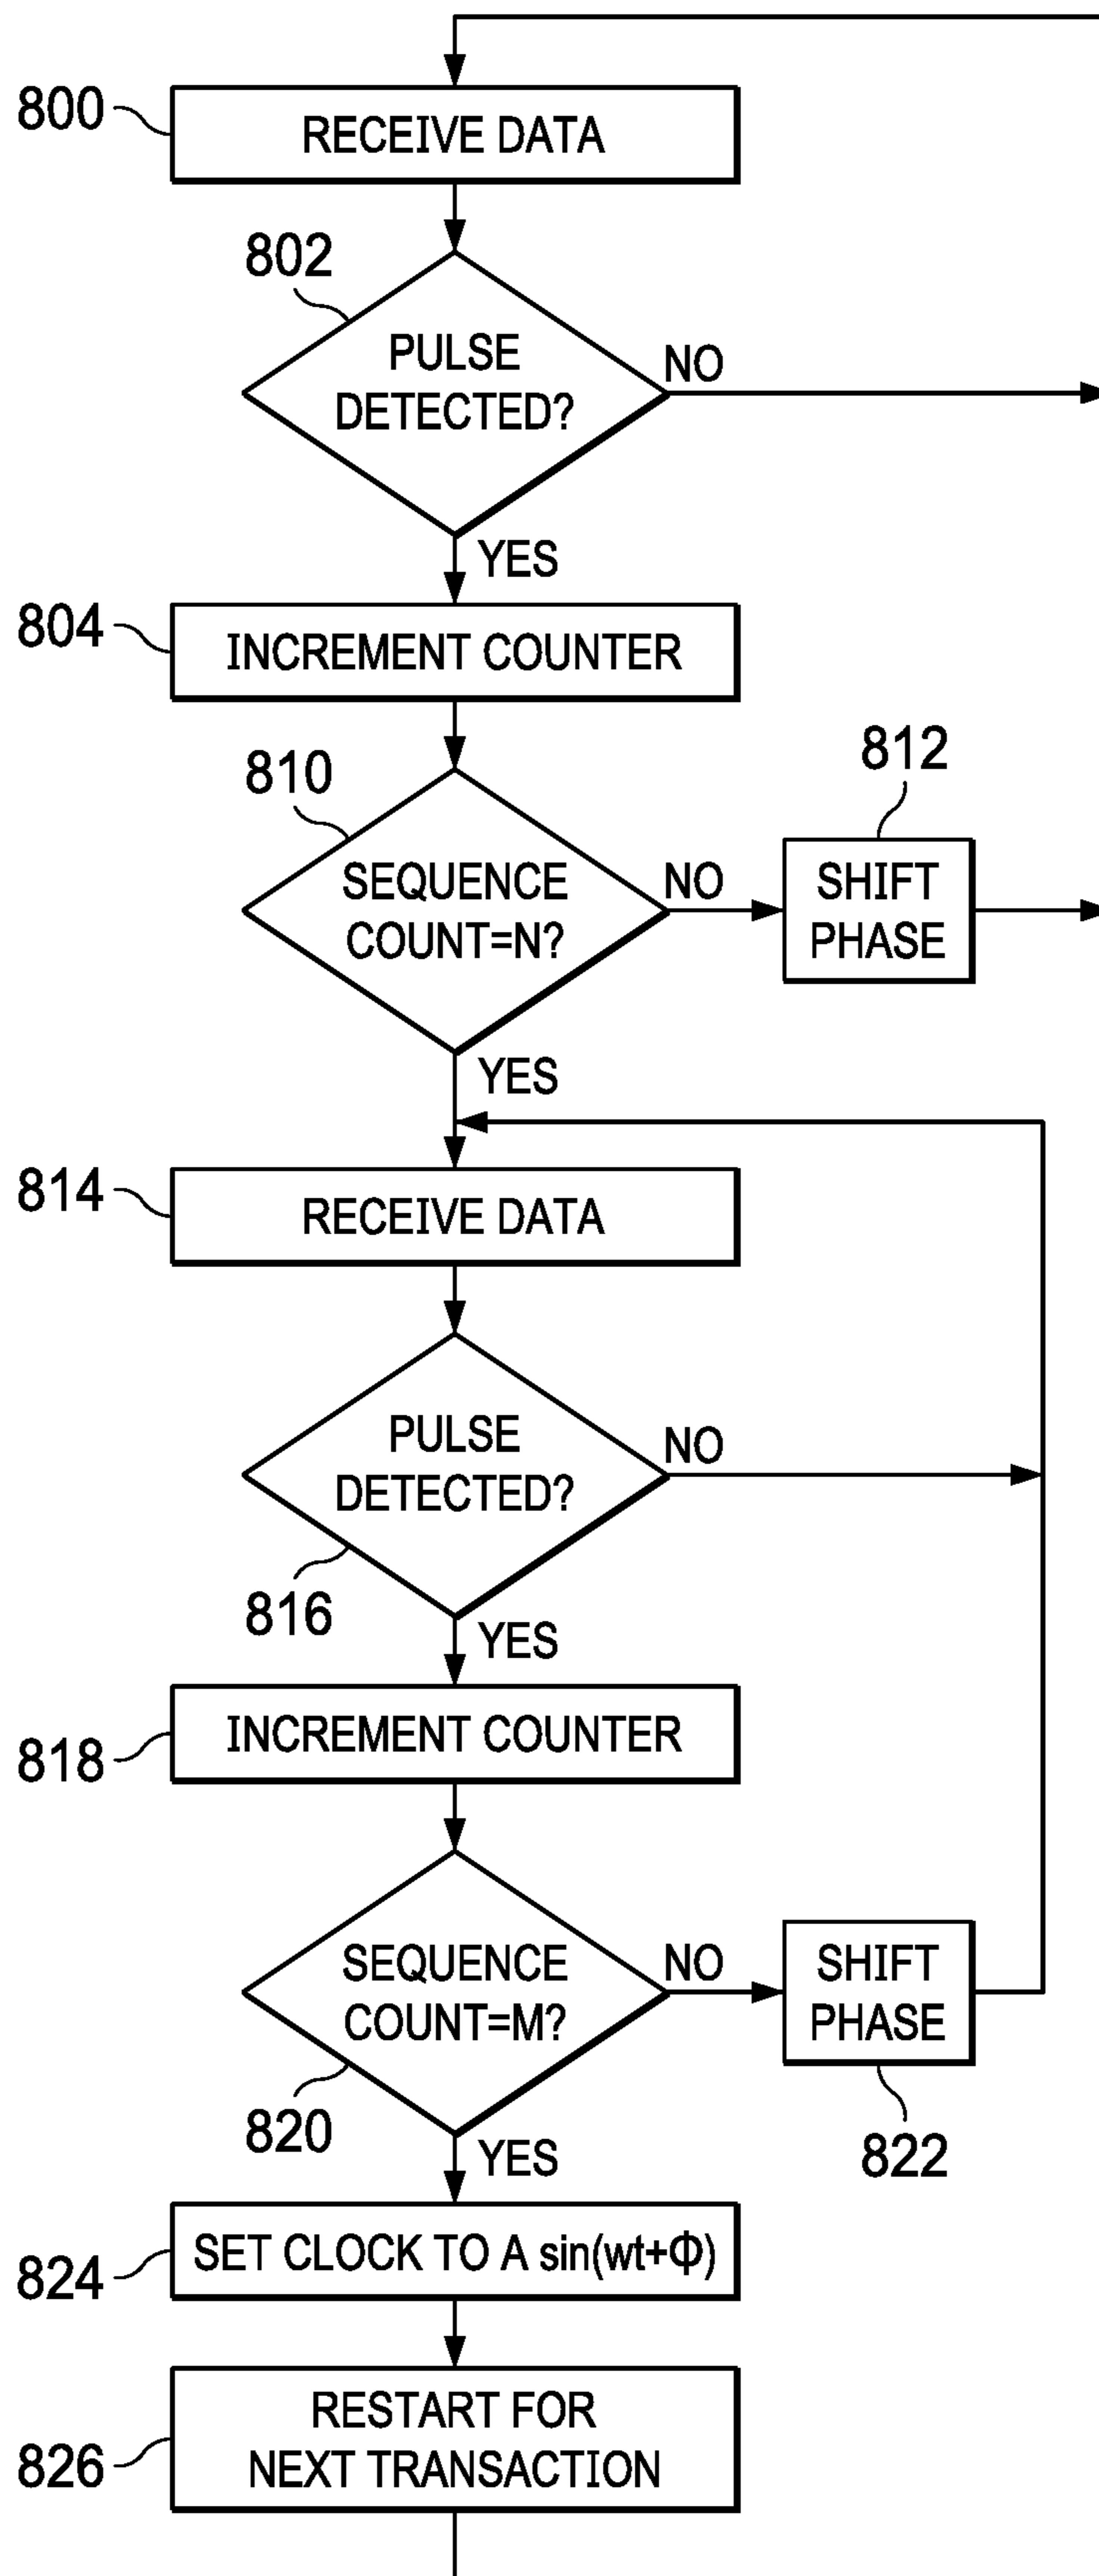 800
RECEIVE DATA
802
PULSE
DETECTED?
NO
YES
804
INCREMENT COUNTER
810
SEQUENCE
COUNT=N?
NO
812
SHIFT
PHASE
YES
814
RECEIVE DATA
PULSE
DETECTED?
NO
816
YES
818
INCREMENT COUNTER
SEQUENCE
COUNT=M?
NO
SHIFT
PHASE
820
822
YES
824
SET CLOCK TO A sin(wt+Φ)
826
RESTART FOR
NEXT TRANSACTION